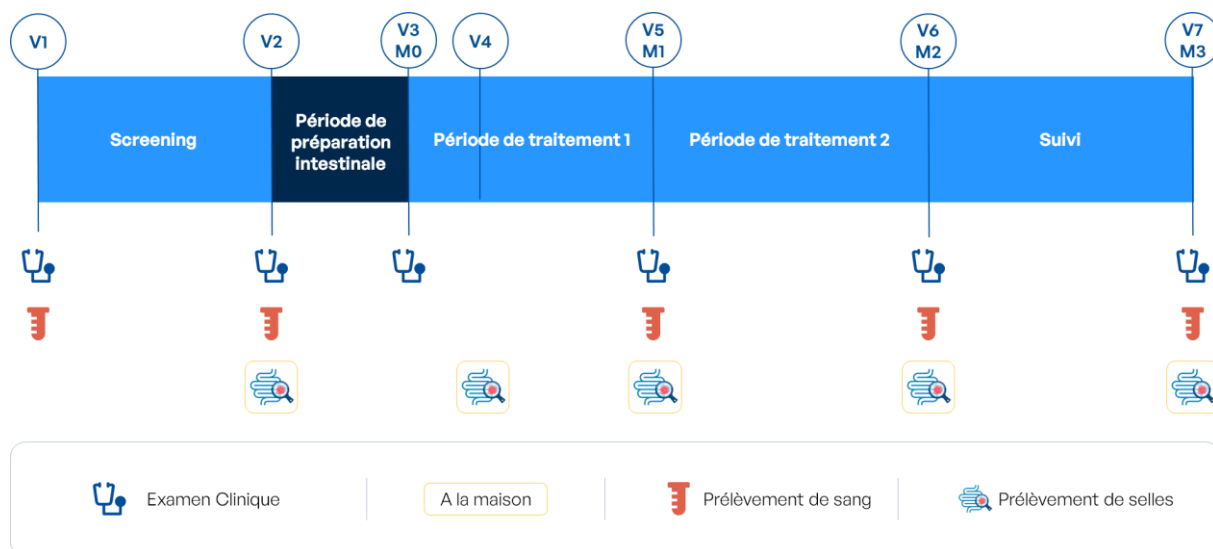 V1
V2
V3
M0
V4
V5
M1
V6
M2
V7
M3
Screening
Période de
préparation
intestinale
Période de traitement 1
Période de traitement 2
Suivi
Examen Clinique
A la maison
Prélèvement de sang
Prélèvement de selles